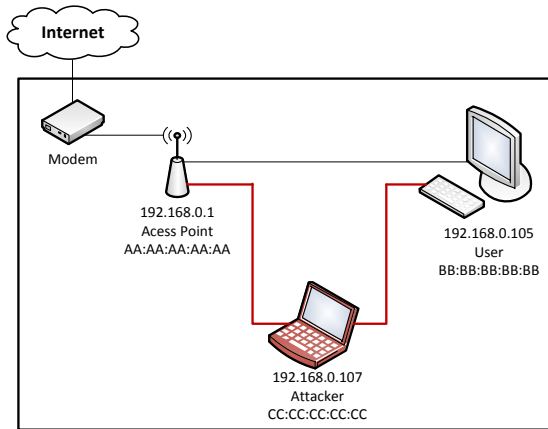 Internet
Modem
192.168.0.1
Acess Point
AA:AA:AA:AA:AA
192.168.0.105
User
BB:BB:BB:BB:BB
192.168.0.107
Attacker
CC:CC:CC:CC:CC